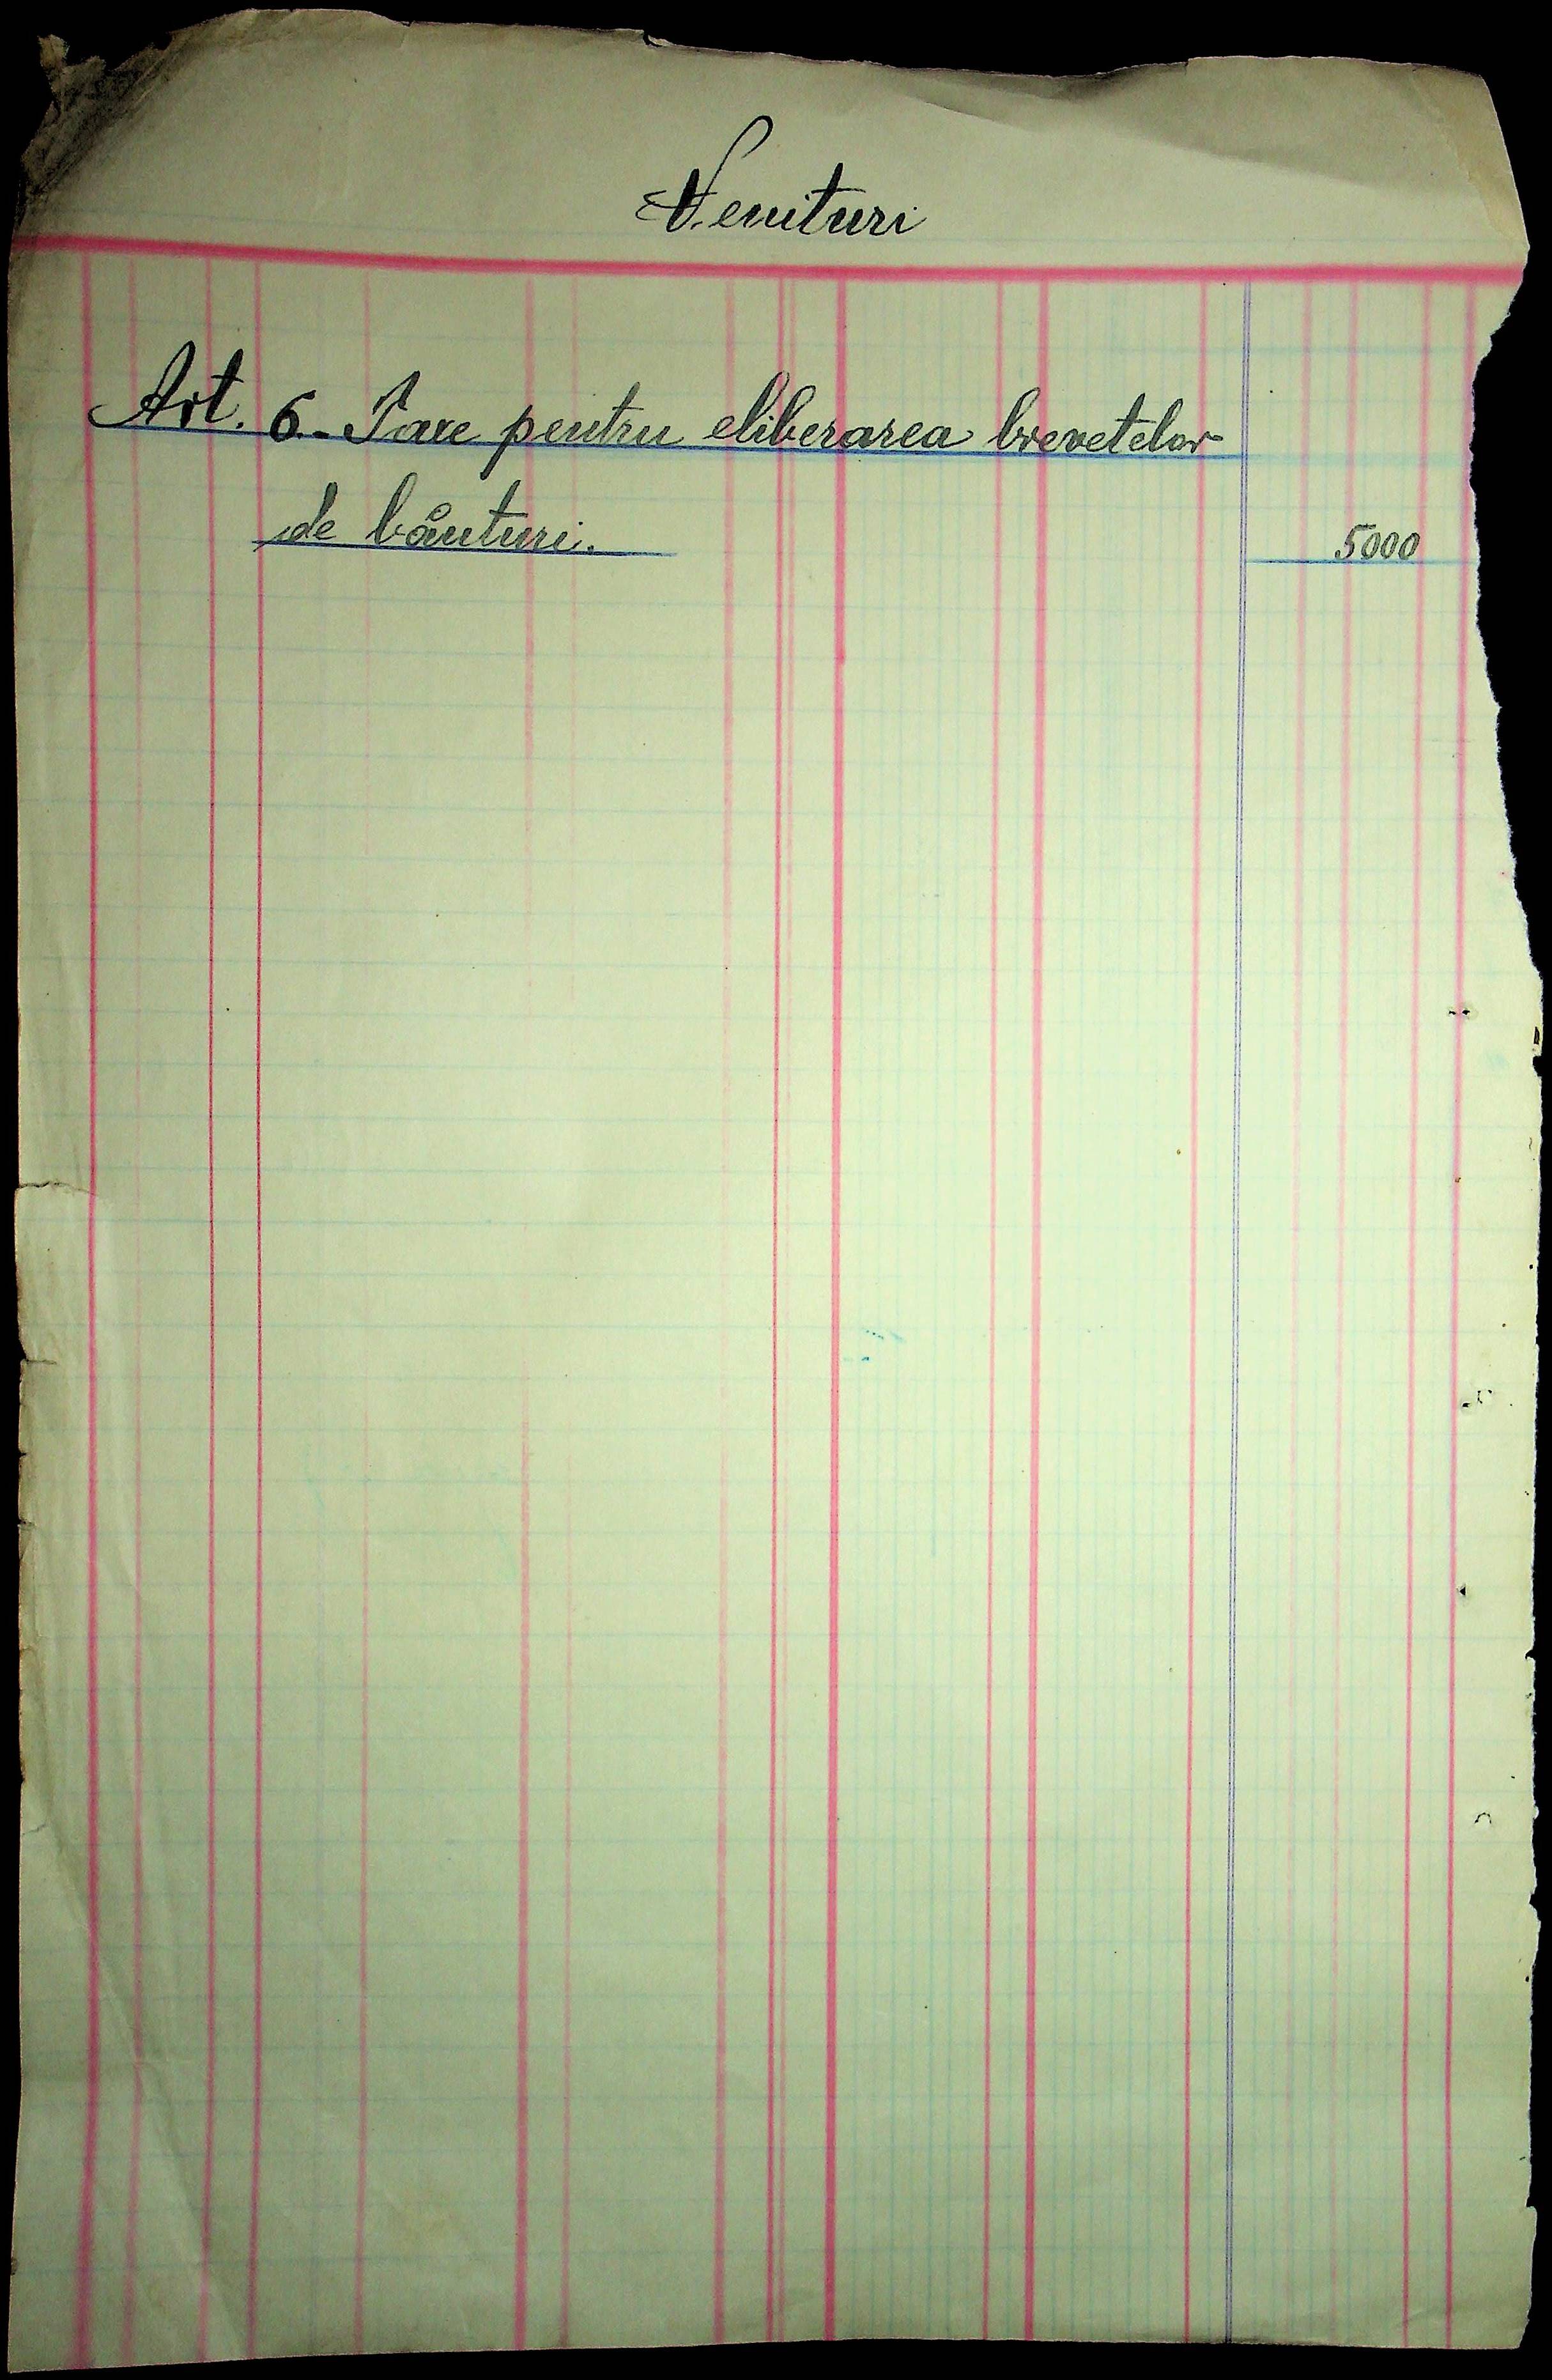 Venituri
Art. 6.- Taxe pentru eliberarea brevetelor
de băuturi. 5000